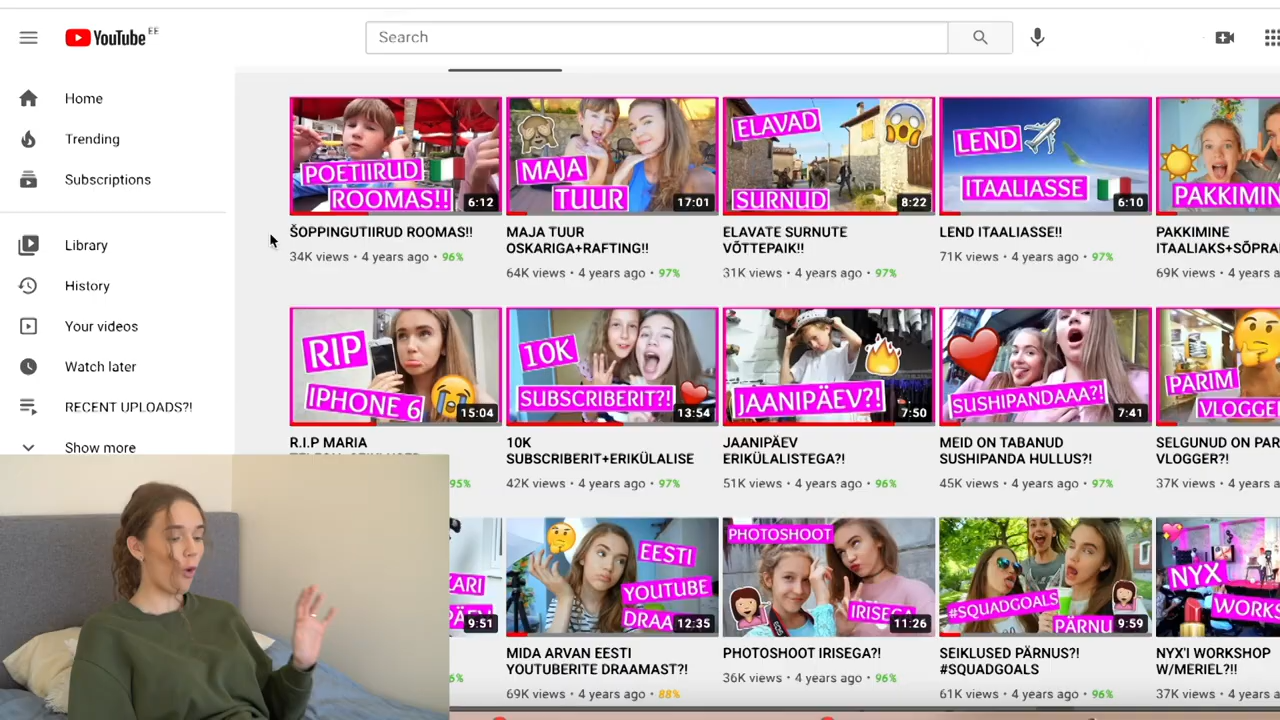 YouTube EE
Search
Home
Trending
Subscriptions
Library
History
Your videos
Watch later
RECENT UPLOADS?!
Show more
POETIIRUD
ROOMAS!!
6:12
ŠOPPINGUTIIRUD ROOMAS!!
34K views • 4 years ago • 96%
MAJA
TUUR
17:01
MAJA TUUR
OSKARIGA+RAFTING!!
64K views • 4 years ago • 97%
ELAVAD
SURNUD
8:22
ELAVATE SURNUTE
VÕTTEPAIK!!
31K views • 4 years ago • 97%
LEND
ITAALIASSE
6:10
LEND ITAALIASSE!!
71K views • 4 years ago • 97%
PAKKIMIN
PAKKIMINE
ITAALIAKS+SÕPRA
69K views • 4 years a
RIP
IPHONE 6
15:04
R.I.P MARIA
95%
10K
SUBSCRIBERIT?!
13:54
10K
SUBSCRIBERIT+ERIKÜLALISE
42K views • 4 years ago • 97%
JAANIPÄEV?!
7:50
JAANIPÄEV
ERIKÜLALISTEGA?!
51K views • 4 years ago • 96%
SUSHIPANDAAA?!
7:41
MEID ON TABANUD
SUSHIPANDA HULLUS?!
45K views • 4 years ago • 97%
PARIM
VLOGGE
SELGUNUD ON PAR
VLOGGER?!
37K views • 4 years a
9:51
EESTI
YOUTUBE
DRAA
12:35
MIDA ARVAN EESTI
YOUTUBERITE DRAAMAST?!
69K views • 4 years ago • 88%
PHOTOSHOOT
IRISEGA
11:26
PHOTOSHOOT IRISEGA?!
36K views • 4 years ago • 96%
#SQUADGOALS
PÄRNU
9:59
SEIKLUSED PÄRNUS?!
#SQUADGOALS
61K views • 4 years ago • 96%
NYX
WORKS
NYX'I WORKSHOP
W/MERIEL?!!
37K views • 4 years a